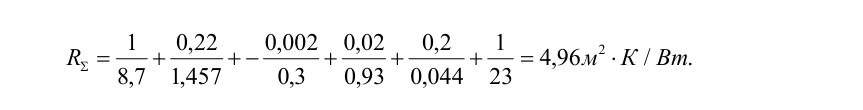 R_Σ = 1/8,7 + 0,22/1,457 + − 0,002/0,3 + 0,02/0,93 + 0,2/0,044 + 1/23 = 4,96м² · К / Вт.